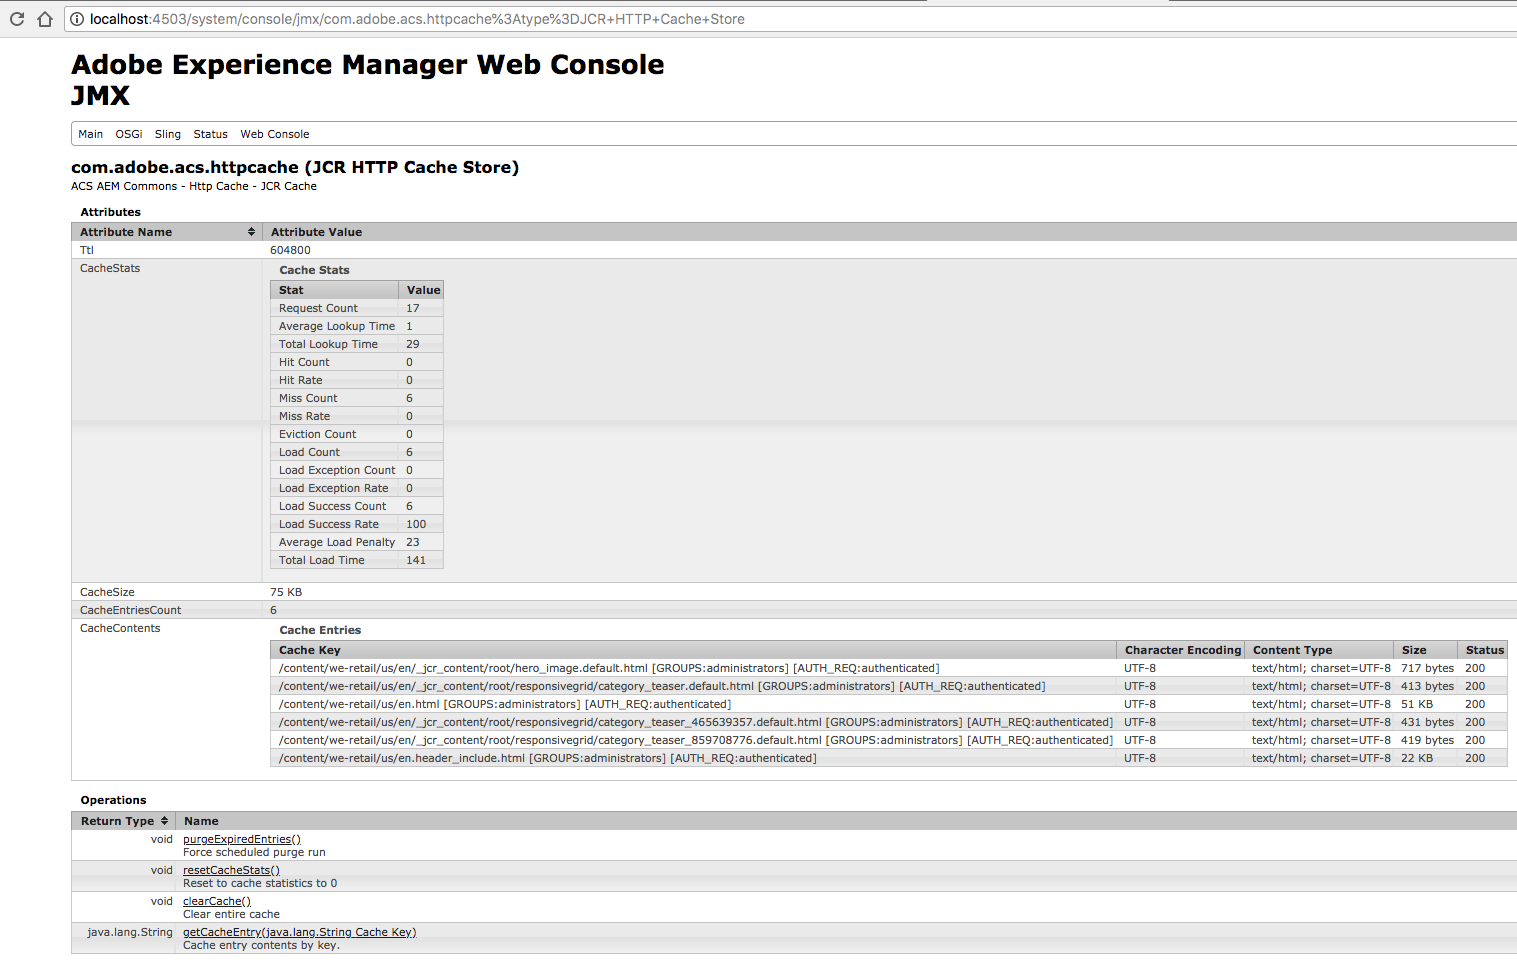 localhost:4503/system/console/jmx/com.adobe.acs.httpcache%3Atype%3DJCR+HTTP+Cache+Store
Adobe Experience Manager Web Console
JMX
Main OSGi Sling Status Web Console
com.adobe.acs.httpcache (JCR HTTP Cache Store)
ACS AEM Commons - Http Cache - JCR Cache
Attributes
Attribute Name Attribute Value
Ttl 604800
CacheStats Cache Stats
Stat Value
Request Count 17
Average Lookup Time 1
Total Lookup Time 29
Hit Count 0
Hit Rate 0
Miss Count 6
Miss Rate 0
Eviction Count 0
Load Count 6
Load Exception Count 0
Load Exception Rate 0
Load Success Count 6
Load Success Rate 100
Average Load Penalty 23
Total Load Time 141
CacheSize 75 KB
CacheEntriesCount 6
CacheContents Cache Entries
Cache Key Character Encoding Content Type Size Status
/content/we-retail/us/en/_jcr_content/root/hero_image.default.html [GROUPS:administrators] [AUTH_REQ:authenticated] UTF-8 text/html; charset=UTF-8 717 bytes 200
/content/we-retail/us/en/_jcr_content/root/responsivegrid/category_teaser.default.html [GROUPS:administrators] [AUTH_REQ:authenticated] UTF-8 text/html; charset=UTF-8 413 bytes 200
/content/we-retail/us/en.html [GROUPS:administrators] [AUTH_REQ:authenticated] UTF-8 text/html; charset=UTF-8 51 KB 200
/content/we-retail/us/en/_jcr_content/root/responsivegrid/category_teaser_465639357.default.html [GROUPS:administrators] [AUTH_REQ:authenticated] UTF-8 text/html; charset=UTF-8 431 bytes 200
/content/we-retail/us/en/_jcr_content/root/responsivegrid/category_teaser_859708776.default.html [GROUPS:administrators] [AUTH_REQ:authenticated] UTF-8 text/html; charset=UTF-8 419 bytes 200
/content/we-retail/us/en.header_include.html [GROUPS:administrators] [AUTH_REQ:authenticated] UTF-8 text/html; charset=UTF-8 22 KB 200
Operations
Return Type Name
void purgeExpiredEntries()
Force scheduled purge run
void resetCacheStats()
Reset to cache statistics to 0
void clearCache()
Clear entire cache
java.lang.String getCacheEntry(java.lang.String Cache Key)
Cache entry contents by key.